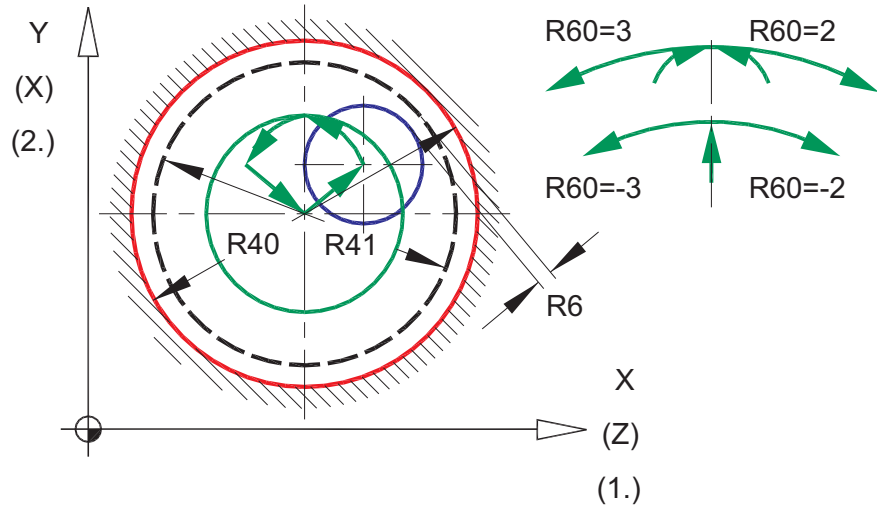 Y
(X)
(2.)
R60=3 R60=2
R60=-3 R60=-2
R40 R41
R6
X
(Z)
(1.)